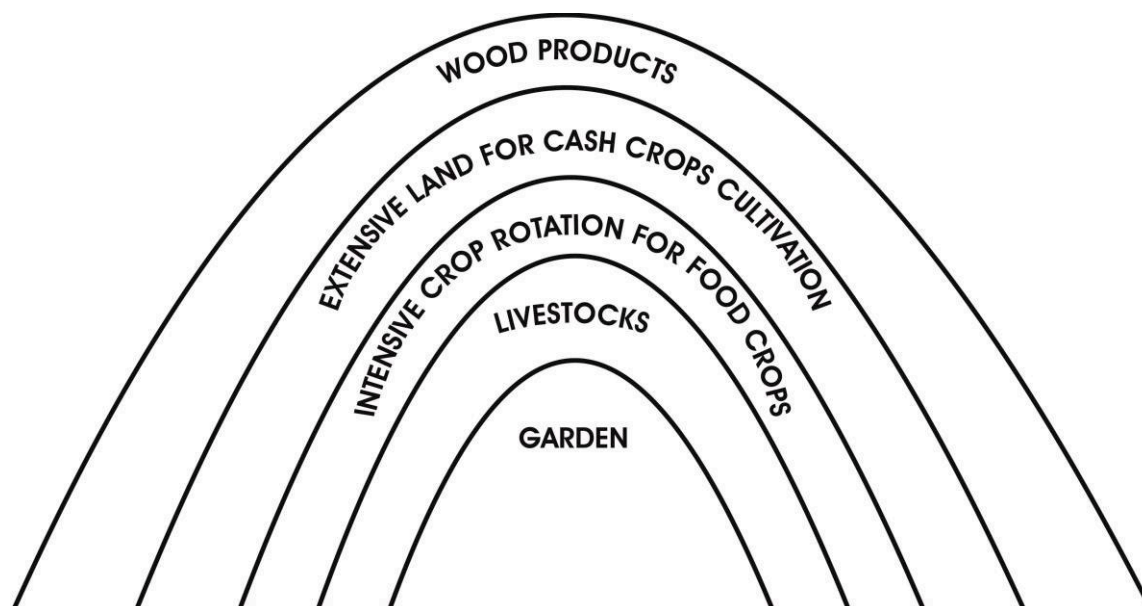 WOOD PRODUCTS
EXTENSIVE LAND FOR CASH CROPS CULTIVATION
INTENSIVE CROP ROTATION FOR FOOD CROPS
LIVESTOCKS
GARDEN